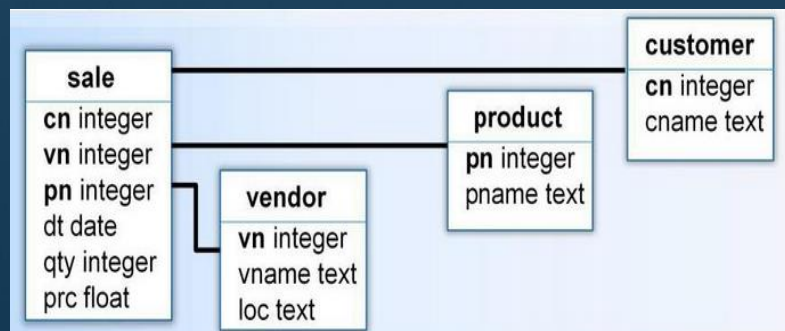 sale
cn integer
vn integer
pn integer
dt date
qty integer
prc float
vendor
vn integer
vname text
loc text
product
pn integer
pname text
customer
cn integer
cname text